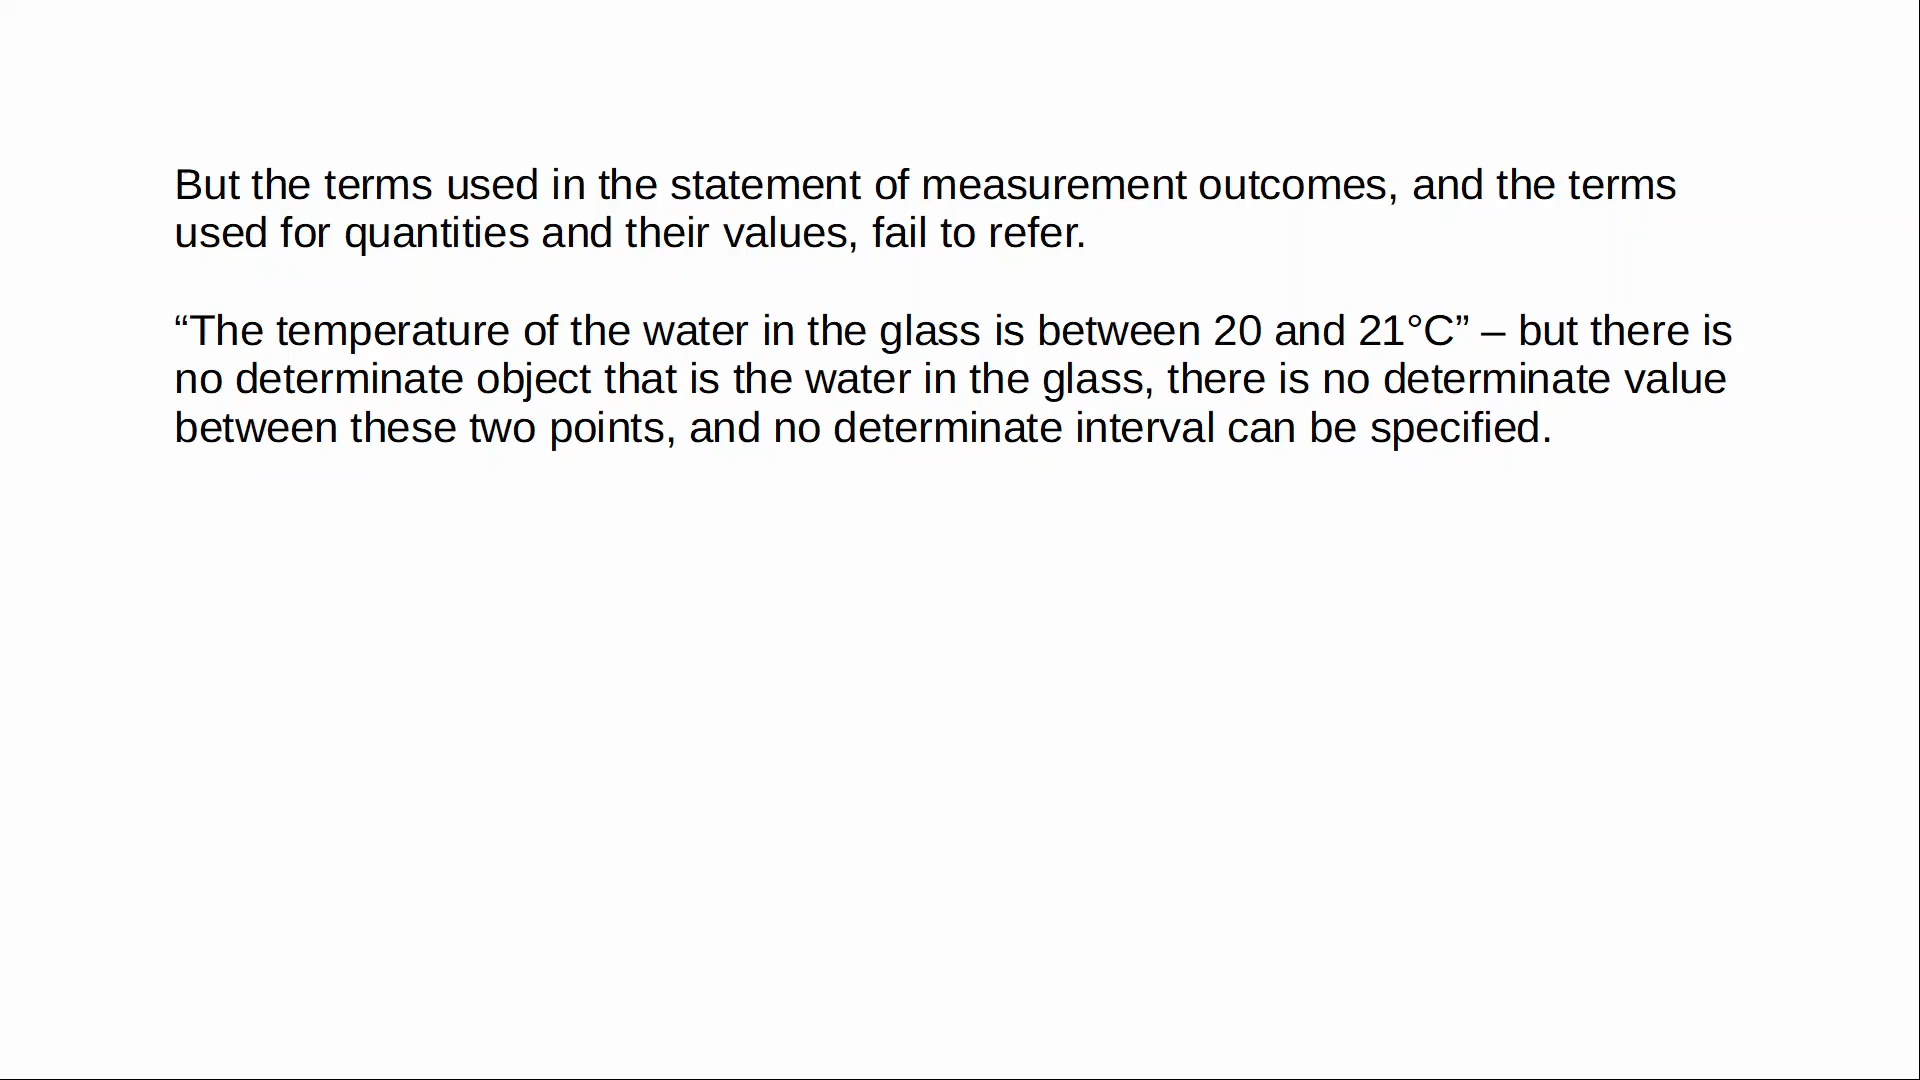 But the terms used in the statement of measurement outcomes, and the terms
used for quantities and their values, fail to refer.
“The temperature of the water in the glass is between 20 and 21°C” – but there is
no determinate object that is the water in the glass, there is no determinate value
between these two points, and no determinate interval can be specified.